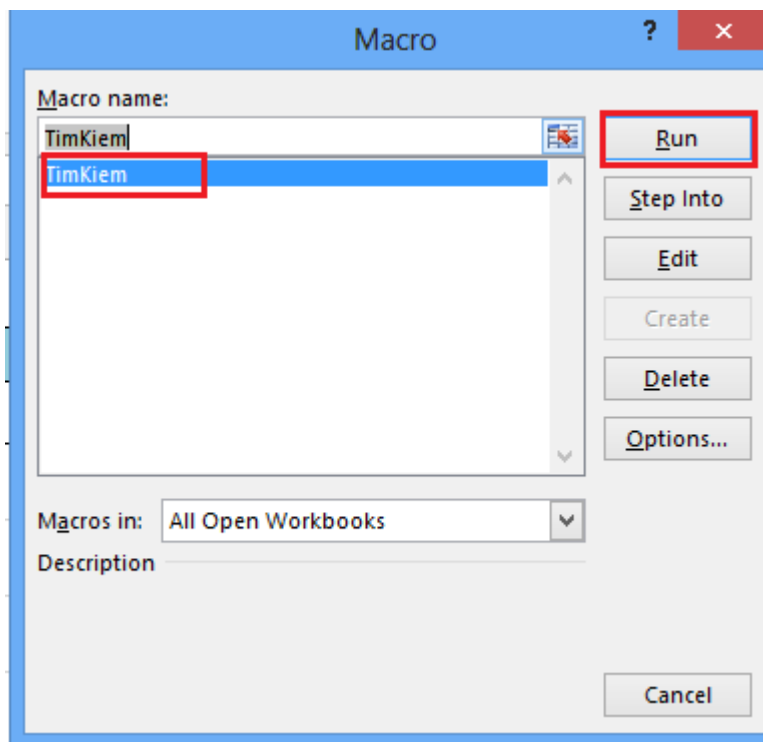 Macro
?
Macro name:
TimKiem
TimKiem
Run
Step Into
Edit
Create
Delete
Options...
Macros in: All Open Workbooks
Description
Cancel